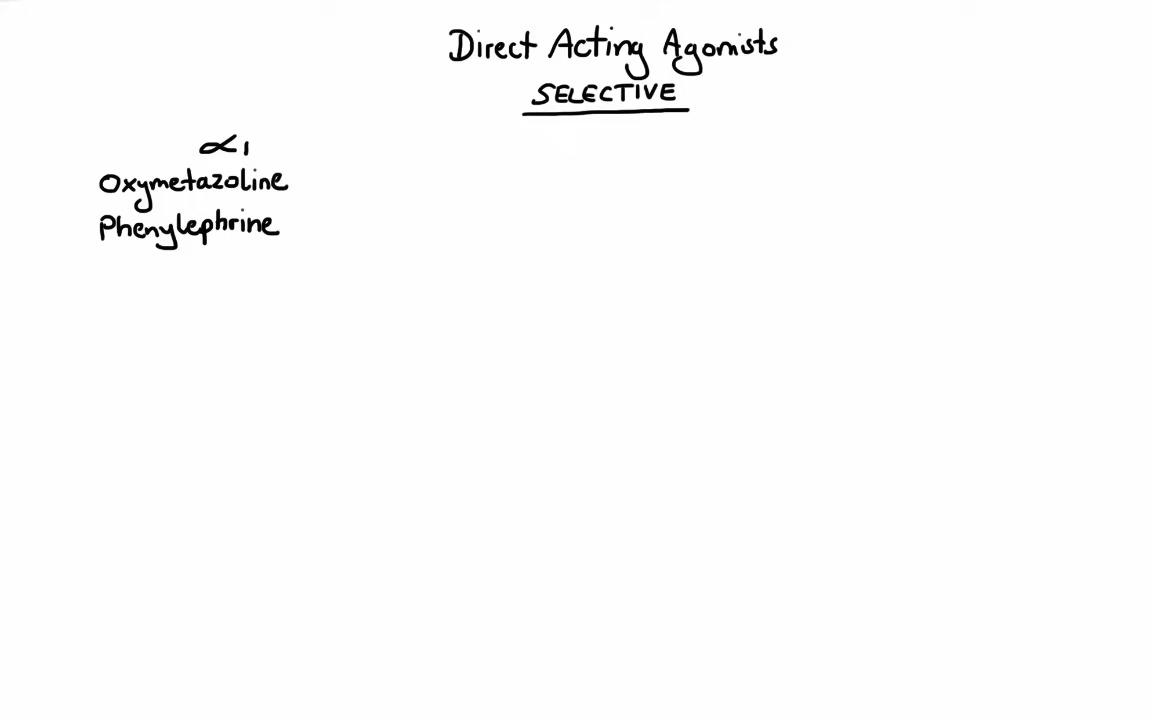 Direct Acting Agonists
SELECTIVE
α1
Oxymetazoline
Phenylephrine